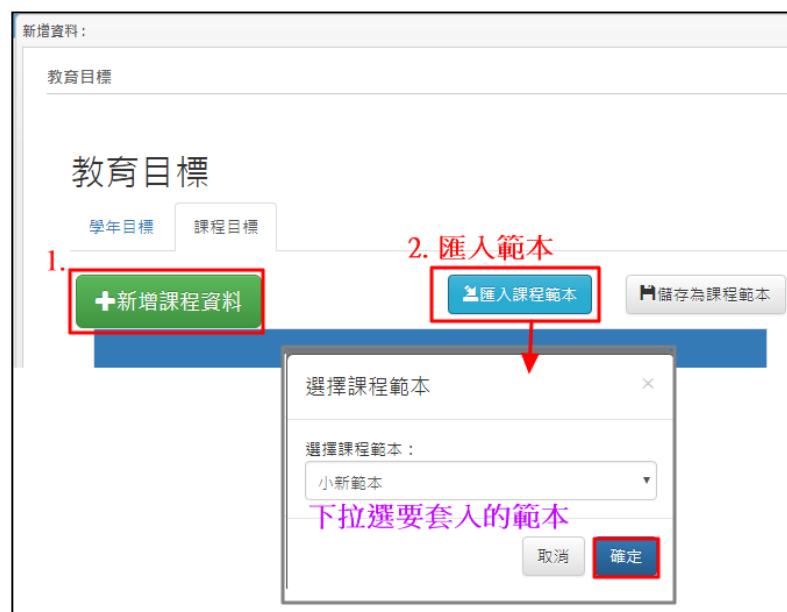 新增資料：
教育目標
教育目標
學年目標 課程目標
1.
2. 匯入範本
新增課程資料
匯入課程範本
儲存為課程範本
選擇課程範本 ×
選擇課程範本：
小新範本
下拉選要套入的範本
取消 確定